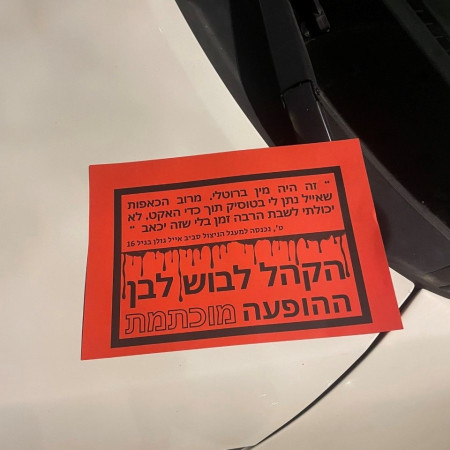 " זה היה מין ברוטלי. מרוב הכאפות
שאייל נתן לי בטוסיק תוך כדי האקט, לא
יכולתי לשבת הרבה זמן בלי שזה יכאב "
ט', נכנסה למעגל הניצול סביב אייל גולן בגיל 16
הקהל לבוש לבן
ההופעה מוכתמת